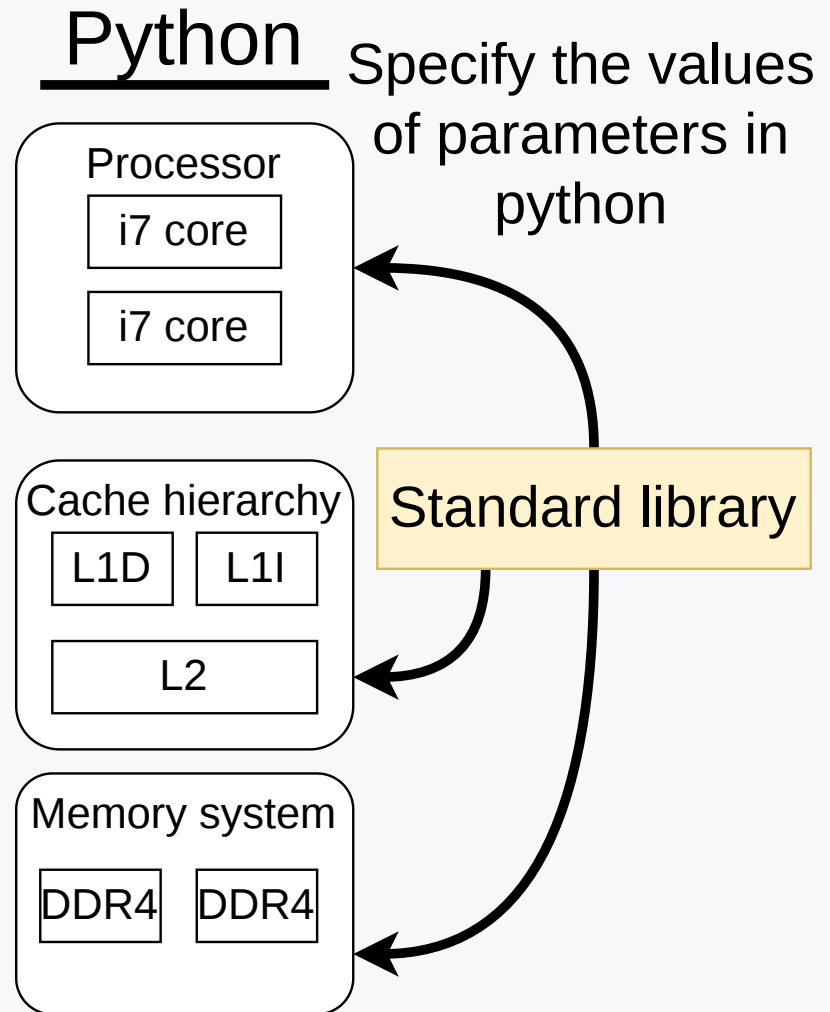 Python
Specify the values
of parameters in
python
Processor
i7 core
i7 core
Cache hierarchy
L1D
L1I
L2
Standard library
Memory system
DDR4
DDR4